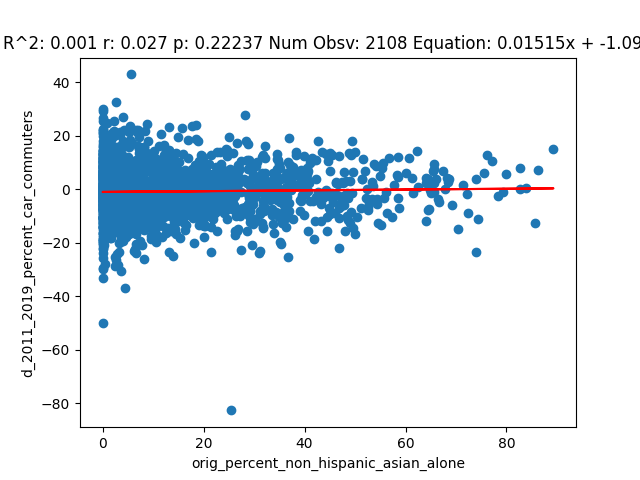 R^2: 0.001 r: 0.027 p: 0.22237 Num Obsv: 2108 Equation: 0.01515x + -1.09
40
20
0
−20
−40
−60
−80
d_2011_2019_percent_car_commuters
0 20 40 60 80
orig_percent_non_hispanic_asian_alone